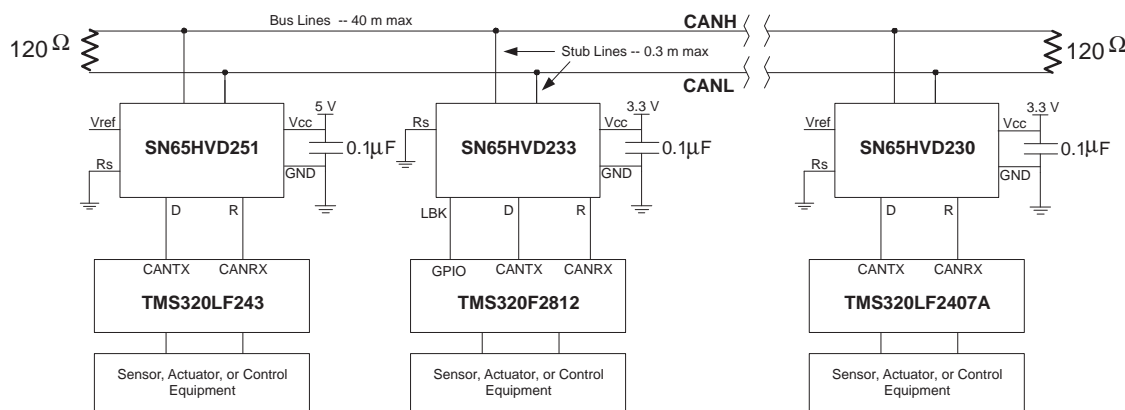 Bus Lines -- 40 m max
CANH
120 Ω
Stub Lines -- 0.3 m max
120 Ω
CANL
5 V
3.3 V
3.3 V
Vref
Vcc
Rs
Vcc
Vref
Vcc
SN65HVD251
0.1µF
SN65HVD233
0.1µF
SN65HVD230
0.1µF
Rs
GND
GND
Rs
GND
D
R
LBK
D
R
D
R
CANTX
CANRX
GPIO
CANTX
CANRX
CANTX
CANRX
TMS320LF243
TMS320F2812
TMS320LF2407A
Sensor, Actuator, or Control
Equipment
Sensor, Actuator, or Control
Equipment
Sensor, Actuator, or Control
Equipment